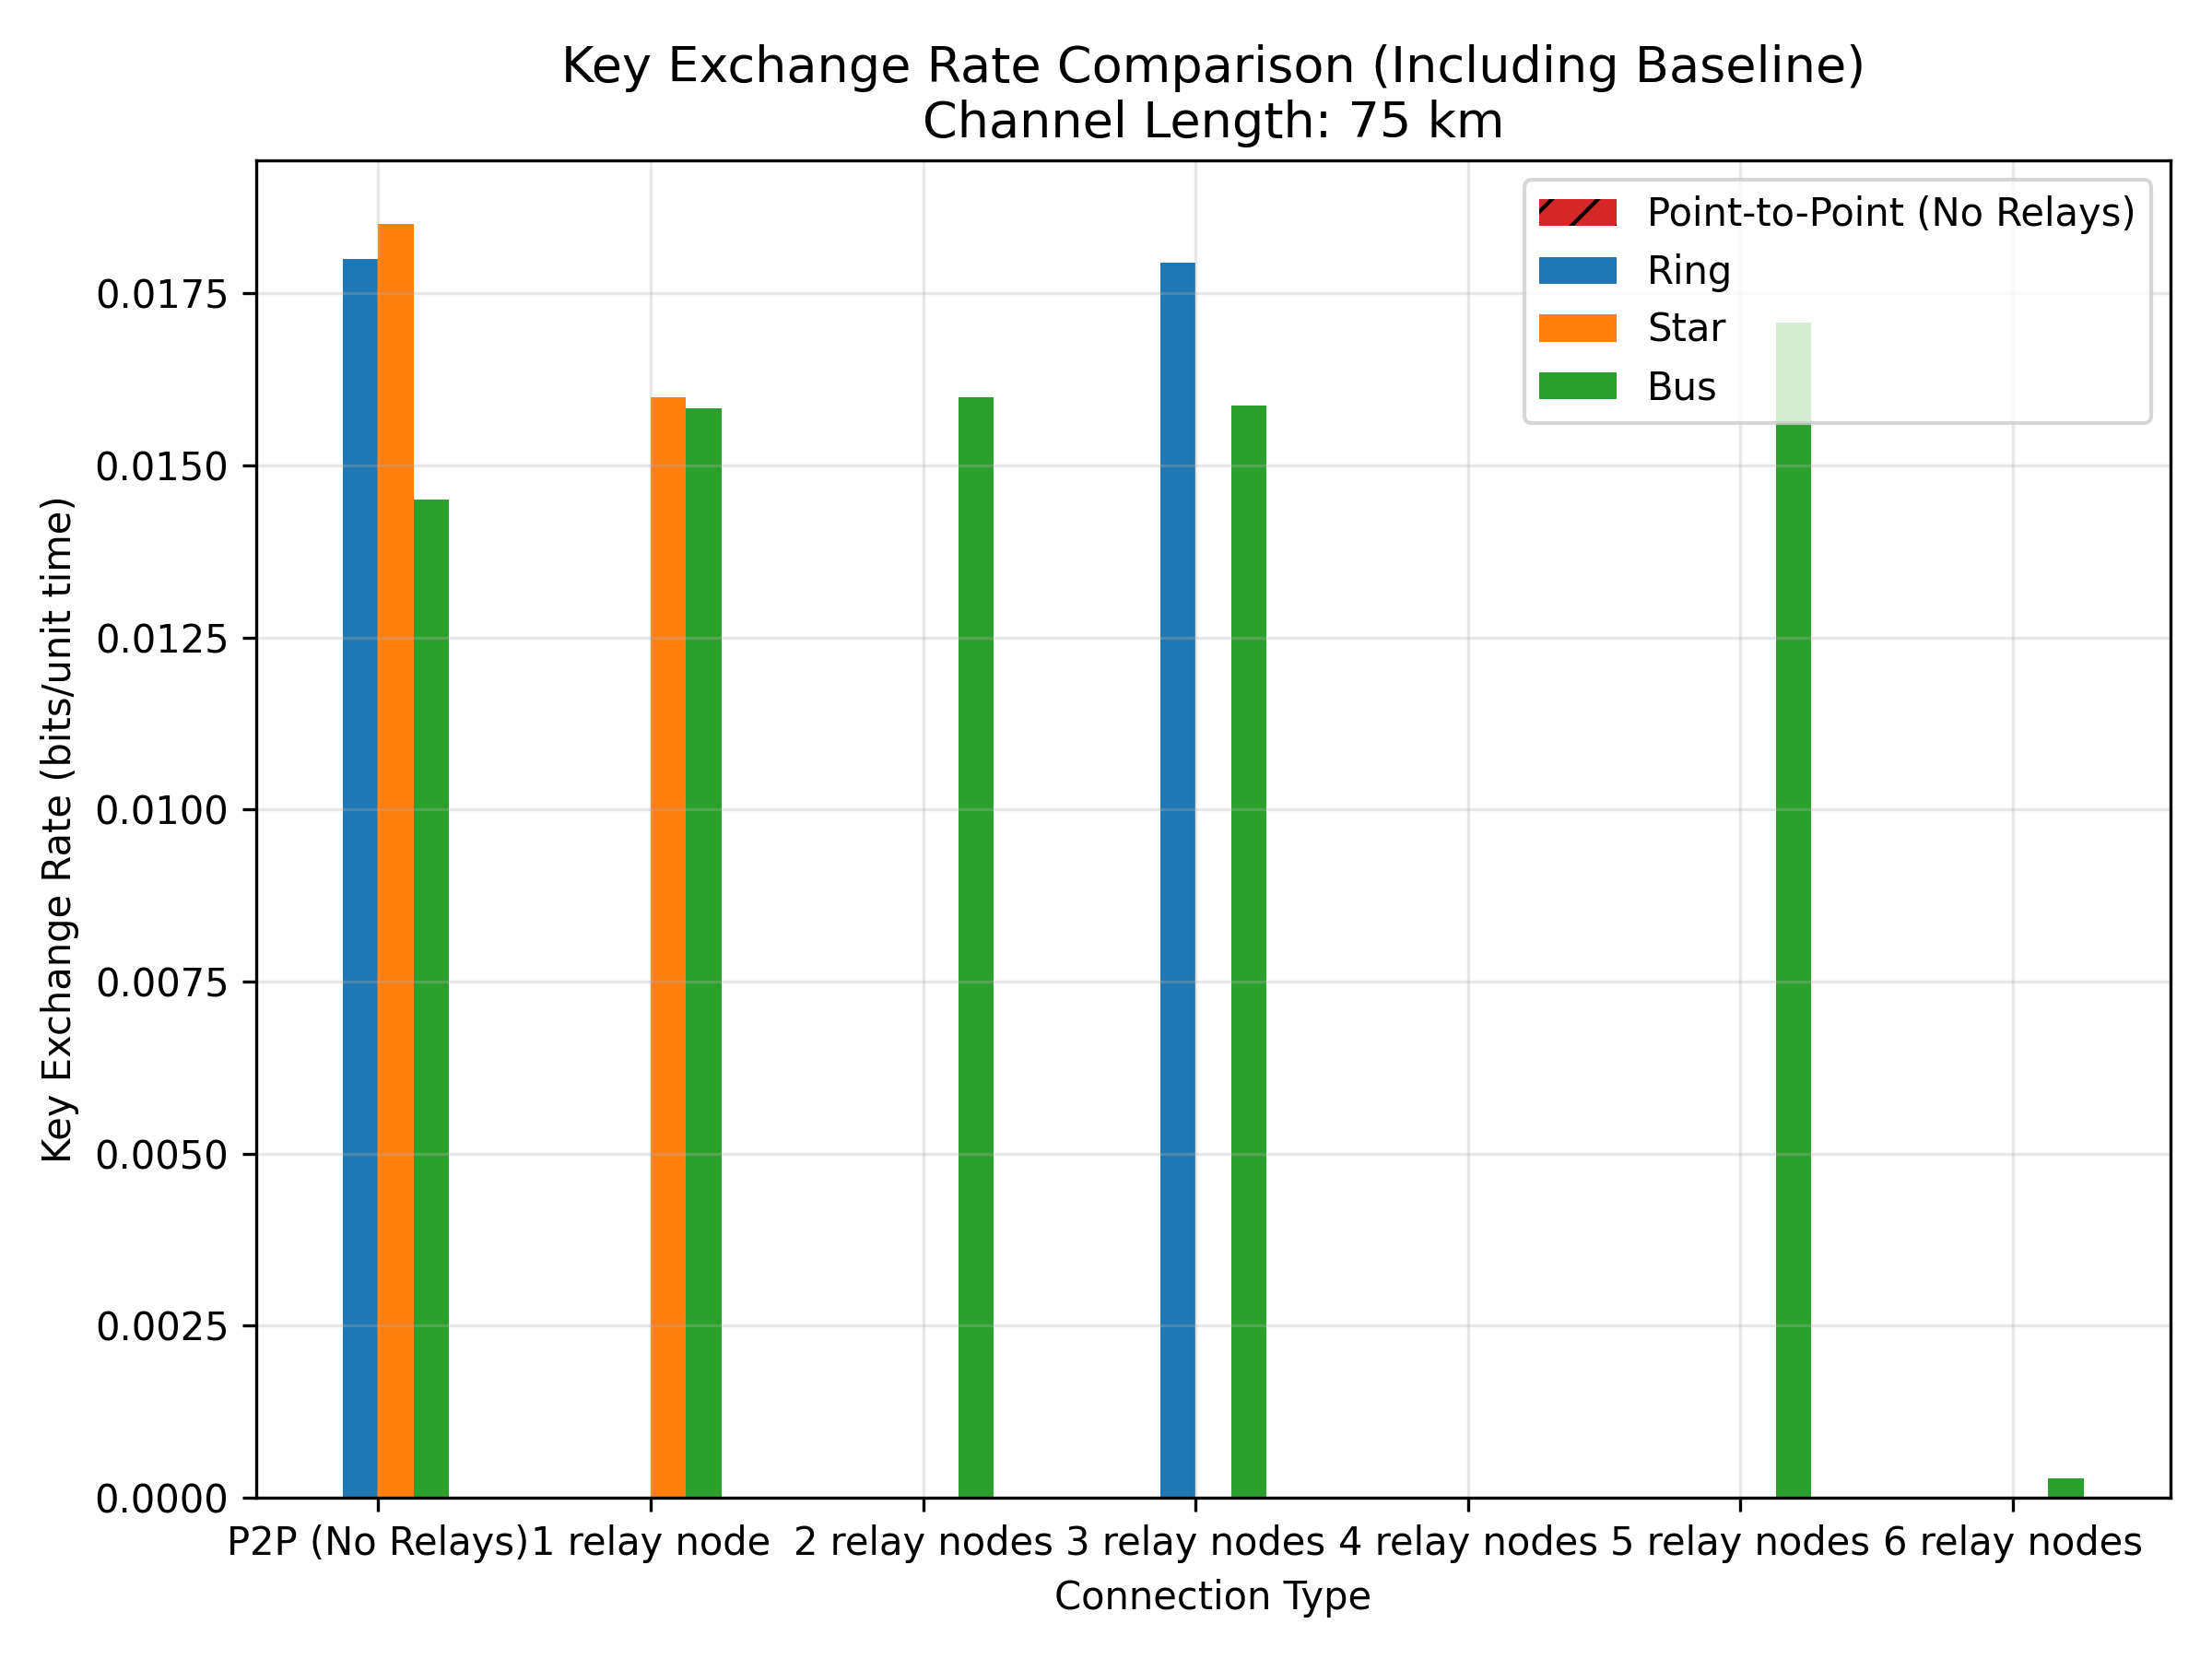 Key Exchange Rate Comparison (Including Baseline)
Channel Length: 75 km
Point-to-Point (No Relays)
Ring
Star
Bus
Key Exchange Rate (bits/unit time)
0.0175
0.0150
0.0125
0.0100
0.0075
0.0050
0.0025
0.0000
P2P (No Relays) 1 relay node 2 relay nodes 3 relay nodes 4 relay nodes 5 relay nodes 6 relay nodes
Connection Type